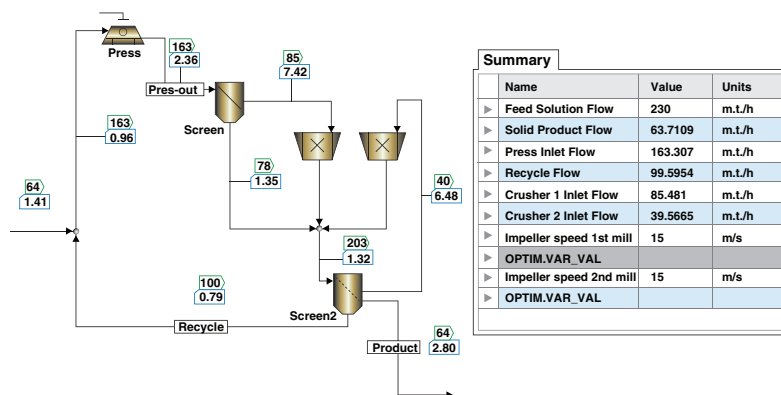 Press
163
2.36
85
7.42
Pres-out
Screen
163
0.96
78
1.35
40
6.48
64
1.41
203
1.32
100
0.79
Screen2
Recycle
Product
64
2.80
Summary
Name Value Units
Feed Solution Flow 230 m.t./h
Solid Product Flow 63.7109 m.t./h
Press Inlet Flow 163.307 m.t./h
Recycle Flow 99.5954 m.t./h
Crusher 1 Inlet Flow 85.481 m.t./h
Crusher 2 Inlet Flow 39.5665 m.t./h
Impeller speed 1st mill 15 m/s
OPTIM.VAR_VAL
Impeller speed 2nd mill 15 m/s
OPTIM.VAR_VAL